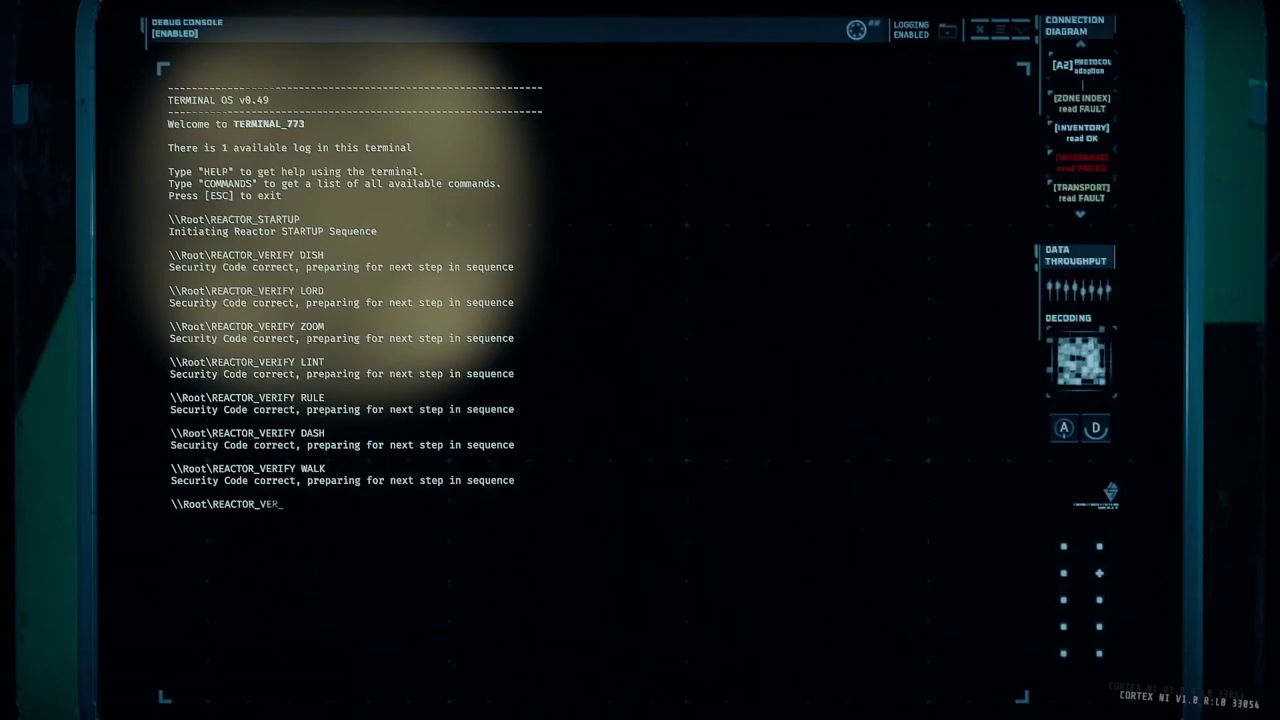 DEBUG CONSOLE
[ENABLED]
LOGGING
ENABLED
CONNECTION
DIAGRAM
[A2] PROTOCOL
adaption
[ZONE INDEX]
read FAULT
[INVENTORY]
read OK
read FAILED
[TRANSPORT]
read FAULT
DATA
THROUGHPUT
DECODING
A D
--------------------------------------------------------------
TERMINAL OS v0.49
--------------------------------------------------------------
Welcome to TERMINAL_773
There is 1 available log in this terminal
Type "HELP" to get help using the terminal.
Type "COMMANDS" to get a list of all available commands.
Press [ESC] to exit
\\Root\REACTOR_STARTUP
Initiating Reactor STARTUP Sequence
\\Root\REACTOR_VERIFY DISH
Security Code correct, preparing for next step in sequence
\\Root\REACTOR_VERIFY LORD
Security Code correct, preparing for next step in sequence
\\Root\REACTOR_VERIFY ZOOM
Security Code correct, preparing for next step in sequence
\\Root\REACTOR_VERIFY LINT
Security Code correct, preparing for next step in sequence
\\Root\REACTOR_VERIFY RULE
Security Code correct, preparing for next step in sequence
\\Root\REACTOR_VERIFY DASH
Security Code correct, preparing for next step in sequence
\\Root\REACTOR_VERIFY WALK
Security Code correct, preparing for next step in sequence
\\Root\REACTOR_VER_
CORTEX NI V1.0 R:L0 33054